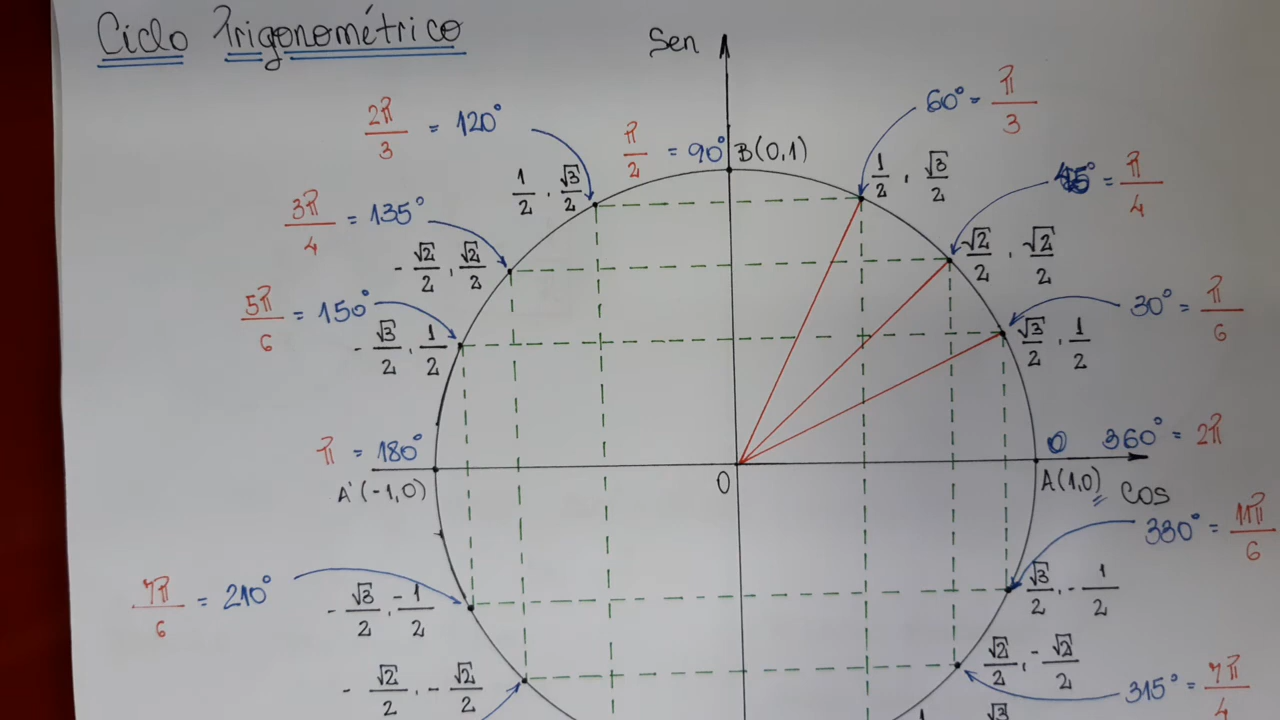 Ciclo Trigonométrico
Sen
2π/3 = 120°
π/2 = 90°
B(0,1)
60° = π/3
1/2 , √3/2
1/2 , √3/2
45° = π/4
3π/4 = 135°
-√2/2 , √2/2
√2/2 , √2/2
5π/6 = 150°
-√3/2 , 1/2
30° = π/6
√3/2 , 1/2
π = 180°
0 360° = 2π
A'(-1,0)
O
A(1,0)
Cos
330° = 11π/6
7π/6 = 210°
-√3/2 , -1/2
√3/2 , -1/2
-√2/2 , -√2/2
√2/2 , -√2/2
315° = 7π/4
1 √3